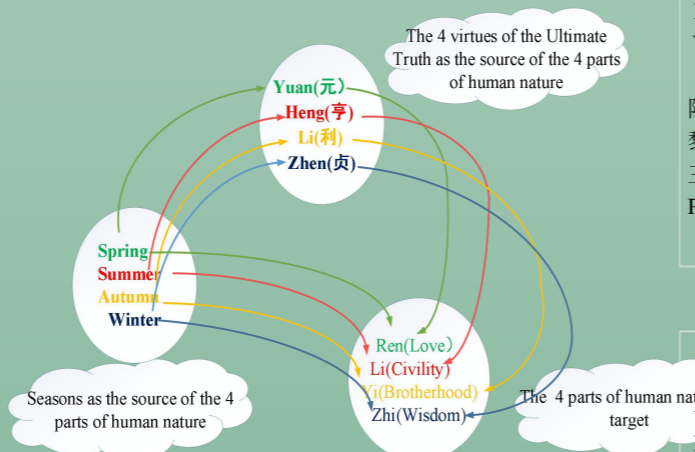 The 4 virtues of the Ultimate
Truth as the source of the 4 parts
of human nature
Yuan(元)
Heng(亨)
Li(利)
Zhen(贞)
Spring
Summer
Autumn
Winter
Ren(Love)
Li(Civility)
Yi(Brotherhood)
Zhi(Wisdom)
Seasons as the source of the 4
parts of human nature
The 4 parts of human nat
target